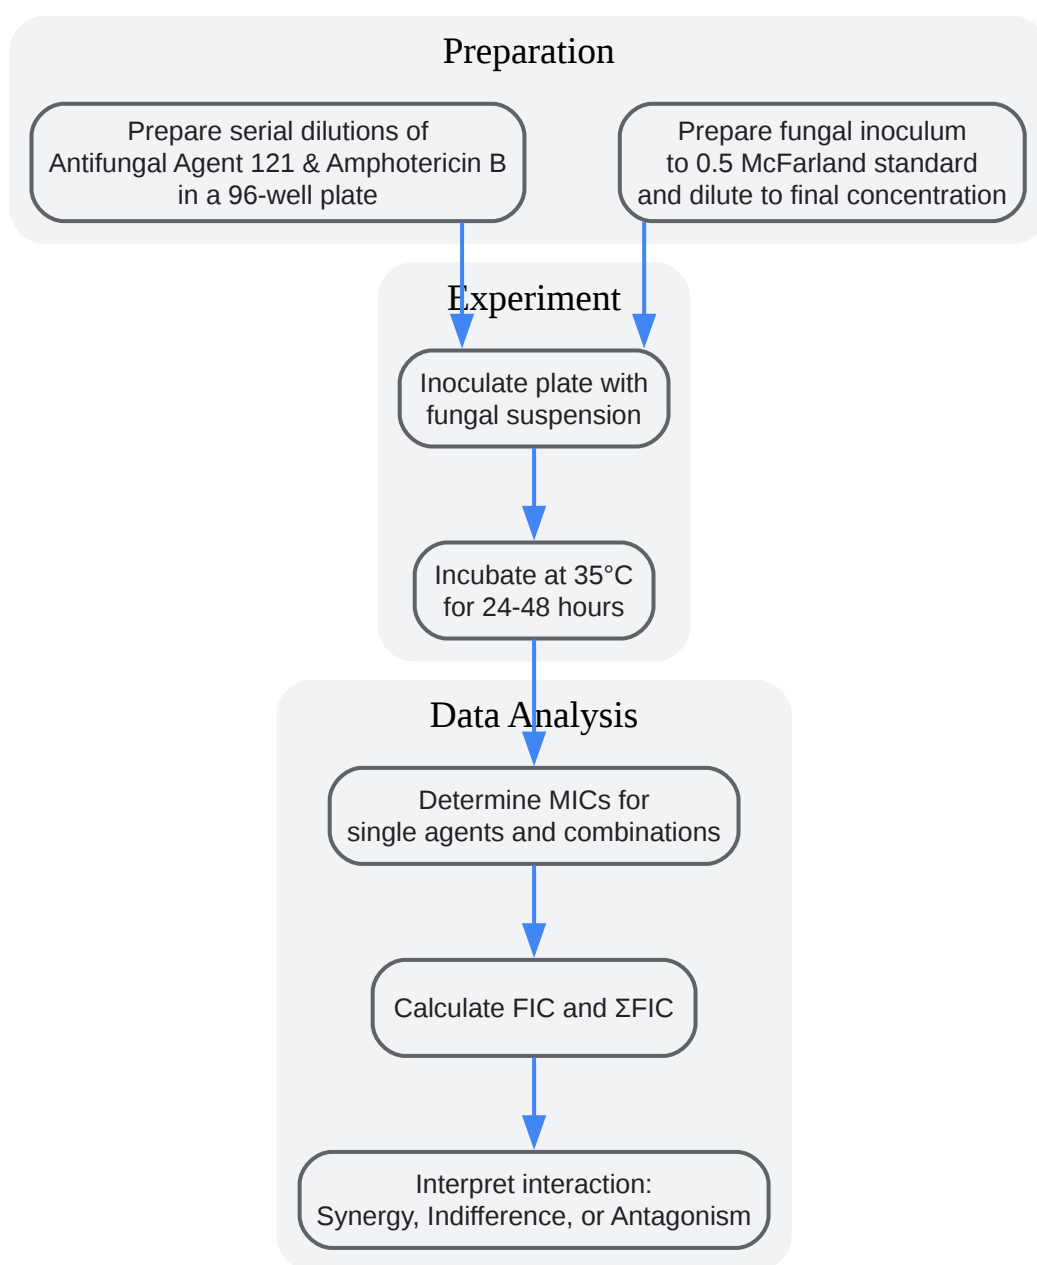 Preparation
Prepare serial dilutions of
Antifungal Agent 121 & Amphotericin B
in a 96-well plate
Prepare fungal inoculum
to 0.5 McFarland standard
and dilute to final concentration
Experiment
Inoculate plate with
fungal suspension
Incubate at 35°C
for 24-48 hours
Data Analysis
Determine MICs for
single agents and combinations
Calculate FIC and ΣFIC
Interpret interaction:
Synergy, Indifference, or Antagonism